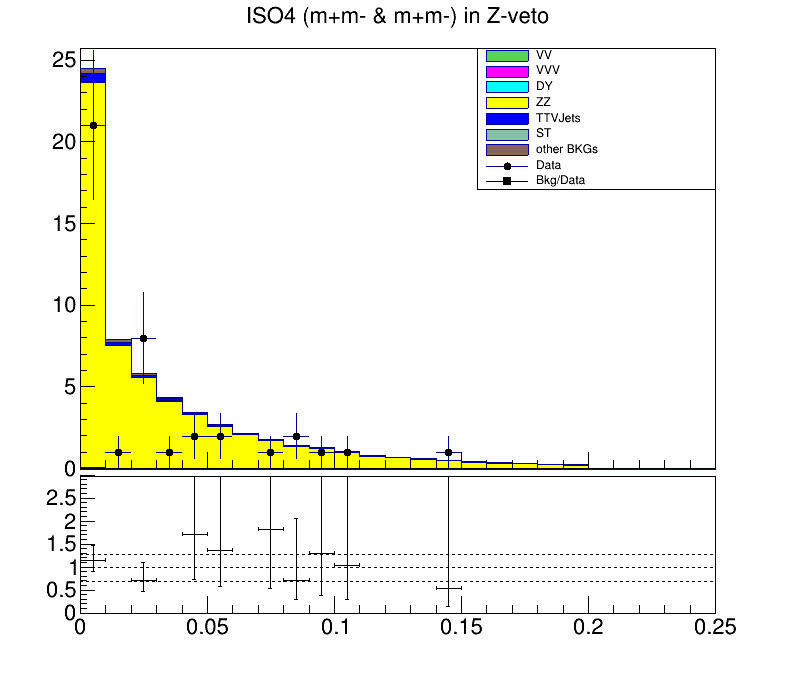 ISO4 (m+m- & m+m-) in Z-veto
25
20
15
10
5
0
VV
VVV
DY
ZZ
TTVJets
ST
other BKGs
Data
Bkg/Data
2.5
2
1.5
1
0.5
0
0 0.05 0.1 0.15 0.2 0.25